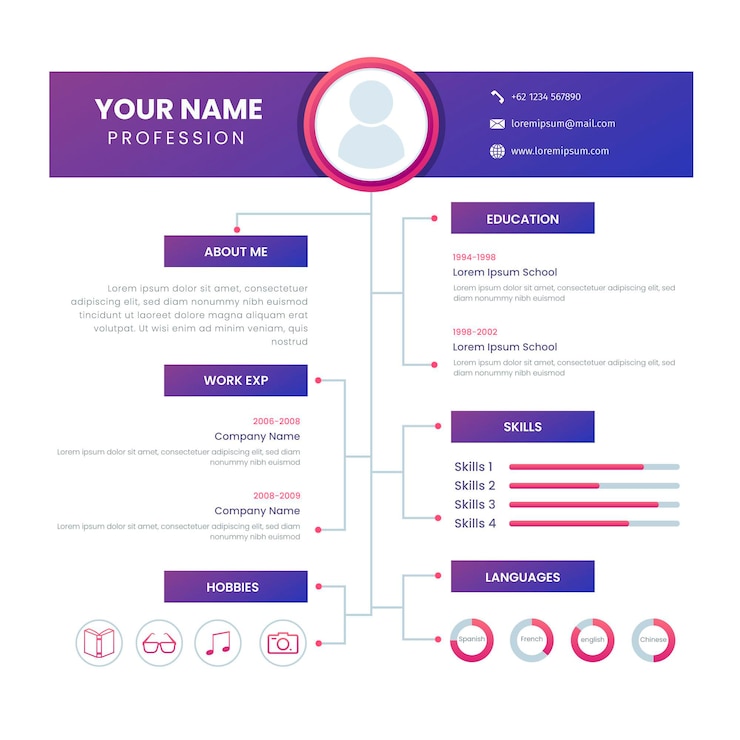 YOUR NAME
PROFESSION
+62 1234 567890
loremipsum@mail.com
www.loremipsum.com
ABOUT ME
Lorem ipsum dolor sit amet, consectetuer
adipiscing elit, sed diam nonummy nibh euismod
tincidunt ut laoreet dolore magna aliquam erat
volutpat. Ut wisi enim ad minim veniam, quis
nostrud
WORK EXP
2006-2008
Company Name
Lorem ipsum dolor sit amet, consectetuer adipiscing elit, sed diam
nonummy nibh euismod
2008-2009
Company Name
Lorem ipsum dolor sit amet, consectetuer adipiscing elit, sed diam
nonummy nibh euismod
HOBBIES
EDUCATION
1994-1998
Lorem Ipsum School
Lorem ipsum dolor sit amet, consectetuer adipiscing elit, sed diam
nonummy nibh euismod
1998-2002
Lorem Ipsum School
Lorem ipsum dolor sit amet, consectetuer adipiscing elit, sed diam
nonummy nibh euismod
SKILLS
Skills 1
Skills 2
Skills 3
Skills 4
LANGUAGES
Spanish
French
english
Chinese